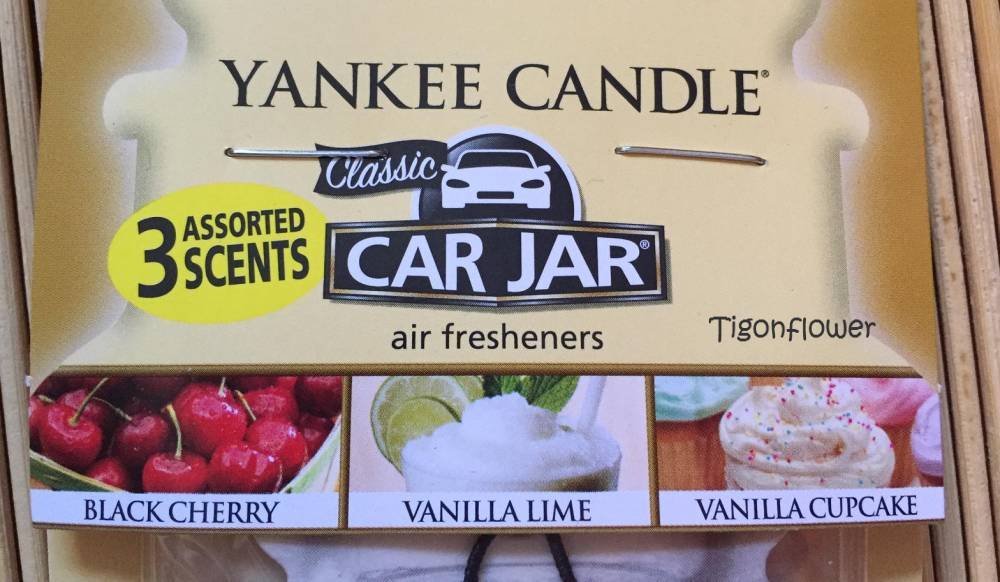 YANKEE CANDLE®
Classic
3 ASSORTED
SCENTS
CAR JAR®
air fresheners
Tigonflower
BLACK CHERRY
VANILLA LIME
VANILLA CUPCAKE